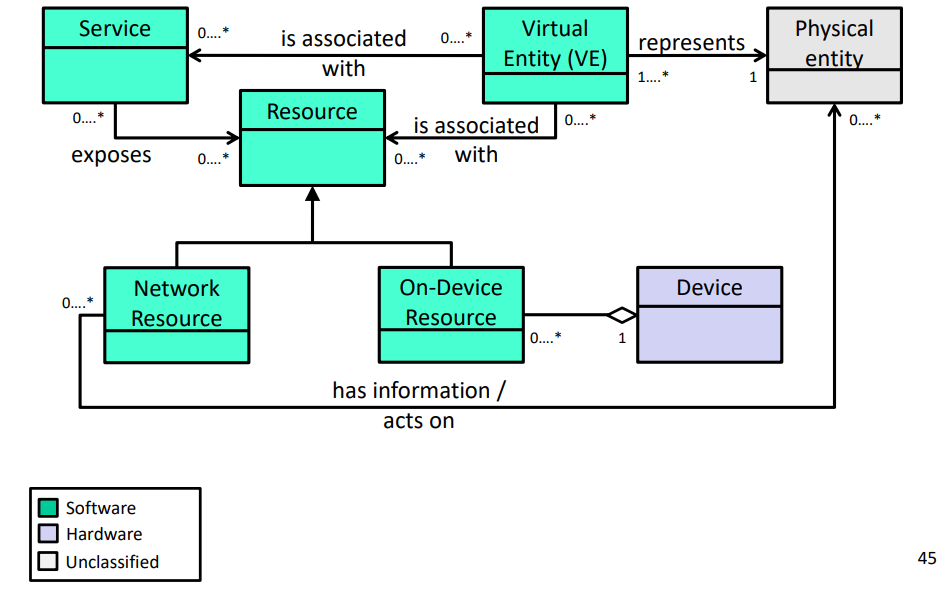 Service
0....*
is associated
with
0....*
Virtual
Entity (VE)
represents
1....*
1
Physical
entity
0....*
exposes
0....*
Resource
is associated
with
0....*
0....*
0....*
0....*
Network
Resource
On-Device
Resource
0....*
1
Device
has information /
acts on
Software
Hardware
Unclassified
45